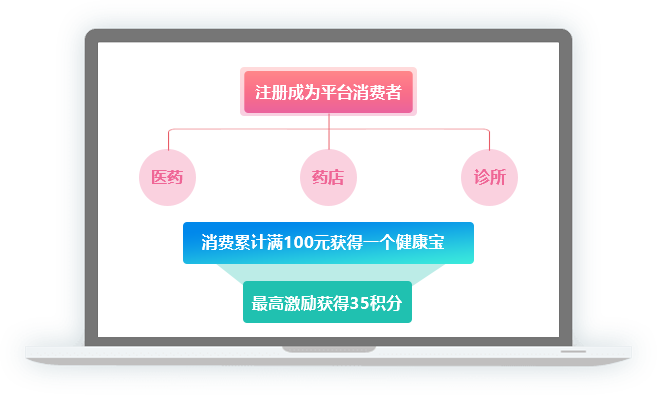 注册成为平台消费者
医药
药店
诊所
消费累计满100元获得一个健康宝
最高激励获得35积分